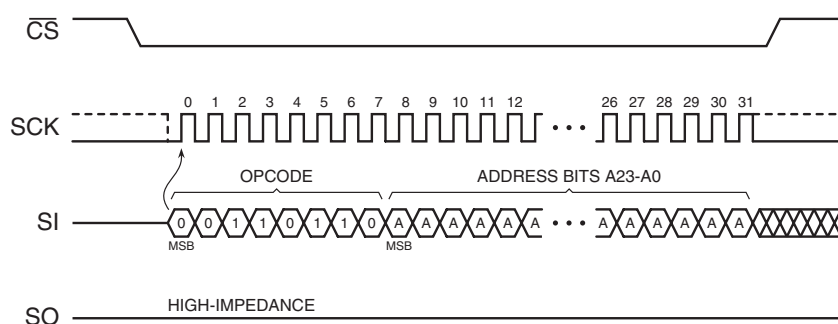 CS
0 1 2 3 4 5 6 7 8 9 10 11 12 26 27 28 29 30 31
SCK
OPCODE ADDRESS BITS A23-A0
SI 0 0 1 1 0 1 1 0 A A A A A A A A A A A A
MSB MSB
HIGH-IMPEDANCE
SO